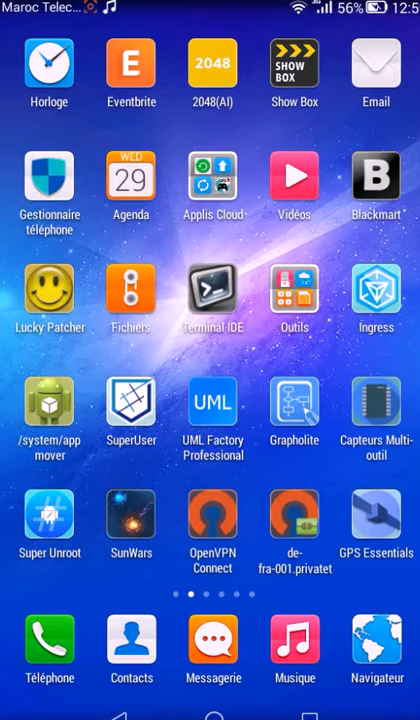 Maroc Telec... 3G 56% 12:5
E 2048 SHOW BOX
Horloge Eventbrite 2048(AI) Show Box Email
WED
29 B
Gestionnaire téléphone Agenda Applis Cloud Vidéos Blackmart
Lucky Patcher Fichiers Terminal IDE Outils Ingress
UML
/system/app mover SuperUser UML Factory Professional Grapholite Capteurs Multi-outil
Super Unroot SunWars OpenVPN Connect de-fra-001.privatet GPS Essentials
Téléphone Contacts Messagerie Musique Navigateur